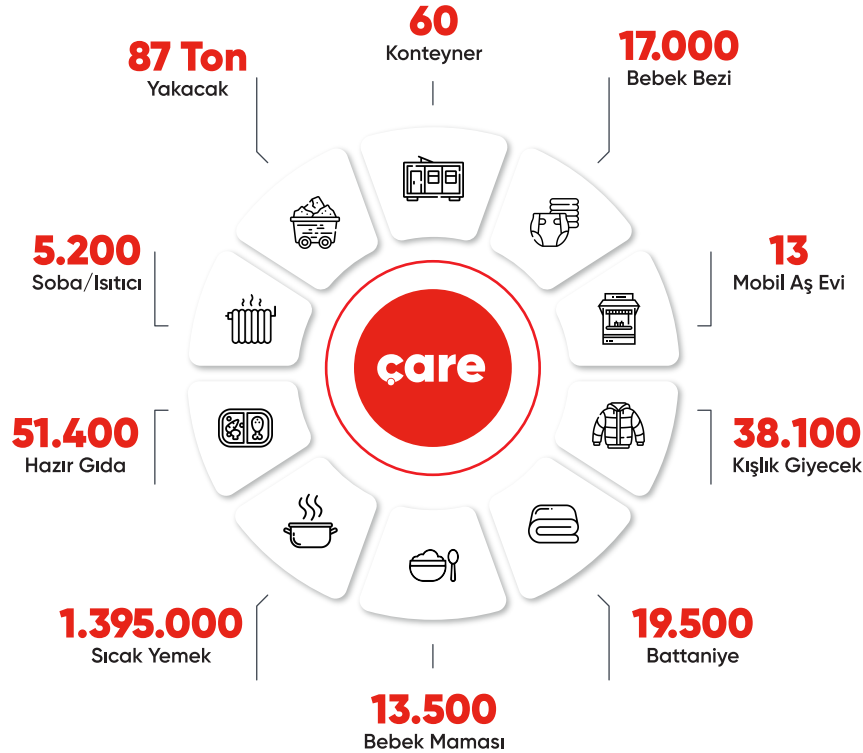 60
Konteyner
17.000
Bebek Bezi
13
Mobil Aş Evi
38.100
Kışlık Giyecek
19.500
Battaniye
13.500
Bebek Maması
1.395.000
Sıcak Yemek
51.400
Hazır Gıda
5.200
Soba/Isıtıcı
87 Ton
Yakacak
çare